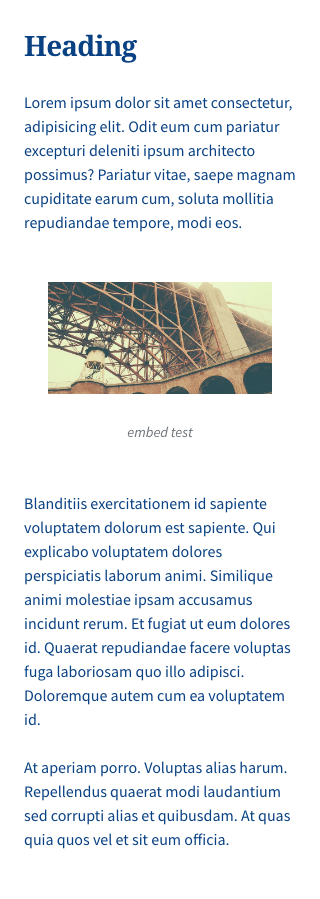 Heading
Lorem ipsum dolor sit amet consectetur,
adipisicing elit. Odit eum cum pariatur
excepturi deleniti ipsum architecto
possimus? Pariatur vitae, saepe magnam
cupiditate earum cum, soluta mollitia
repudiandae tempore, modi eos.
embed test
Blanditiis exercitationem id sapiente
voluptatem dolorum est sapiente. Qui
explicabo voluptatem dolores
perspiciatis laborum animi. Similique
animi molestiae ipsam accusamus
incidunt rerum. Et fugiat ut eum dolores
id. Quaerat repudiandae facere voluptas
fuga laboriosam quo illo adipisci.
Doloremque autem cum ea voluptatem
id.
At aperiam porro. Voluptas alias harum.
Repellendus quaerat modi laudantium
sed corrupti alias et quibusdam. At quas
quia quos vel et sit eum officia.